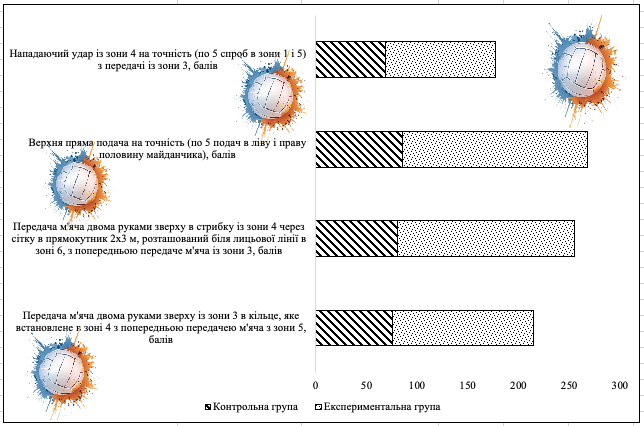 Нападаючий удар із зони 4 на точність (по 5 спроб в зони 1 і 5)
з передачі із зони 3, балів
Верхня пряма подача на точність (по 5 подач в ліву і праву
половину майданчика), балів
Передача м'яча двома руками зверху в стрибку із зони 4 через
сітку в прямокутник 2х3 м, розташований біля лицьової лінії в
зоні 6, з попередньою передаче м'яча із зони 3, балів
Передача м'яча двома руками зверху із зони 3 в кільце, яке
встановлене в зоні 4 з попередньою передачею м'яча з зони 5,
балів
0 50 100 150 200 250 300
Контрольна група Експериментальна група